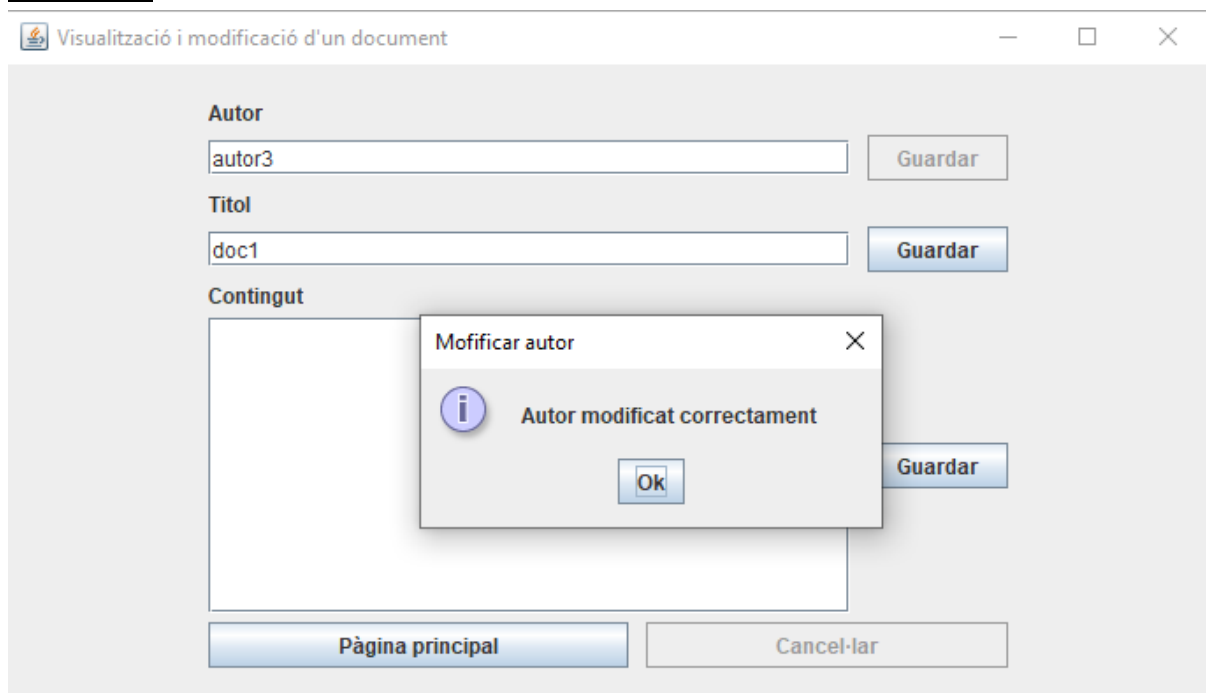 Visualització i modificació d'un document
Autor
autor3 Guardar
Titol
doc1 Guardar
Contingut
Mofificar autor
Autor modificat correctament
Ok
Guardar
Pàgina principal Cancel·lar